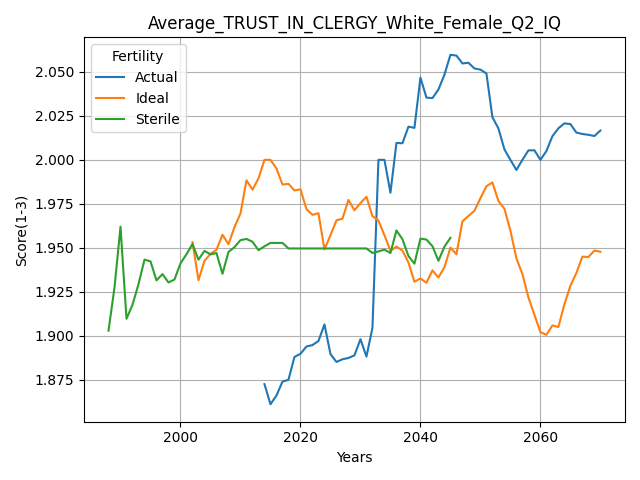 Average_TRUST_IN_CLERGY_White_Female_Q2_IQ
Fertility
Actual
Ideal
Sterile
Score(1-3)
2.050
2.025
2.000
1.975
1.950
1.925
1.900
1.875
2000
2020
2040
2060
Years